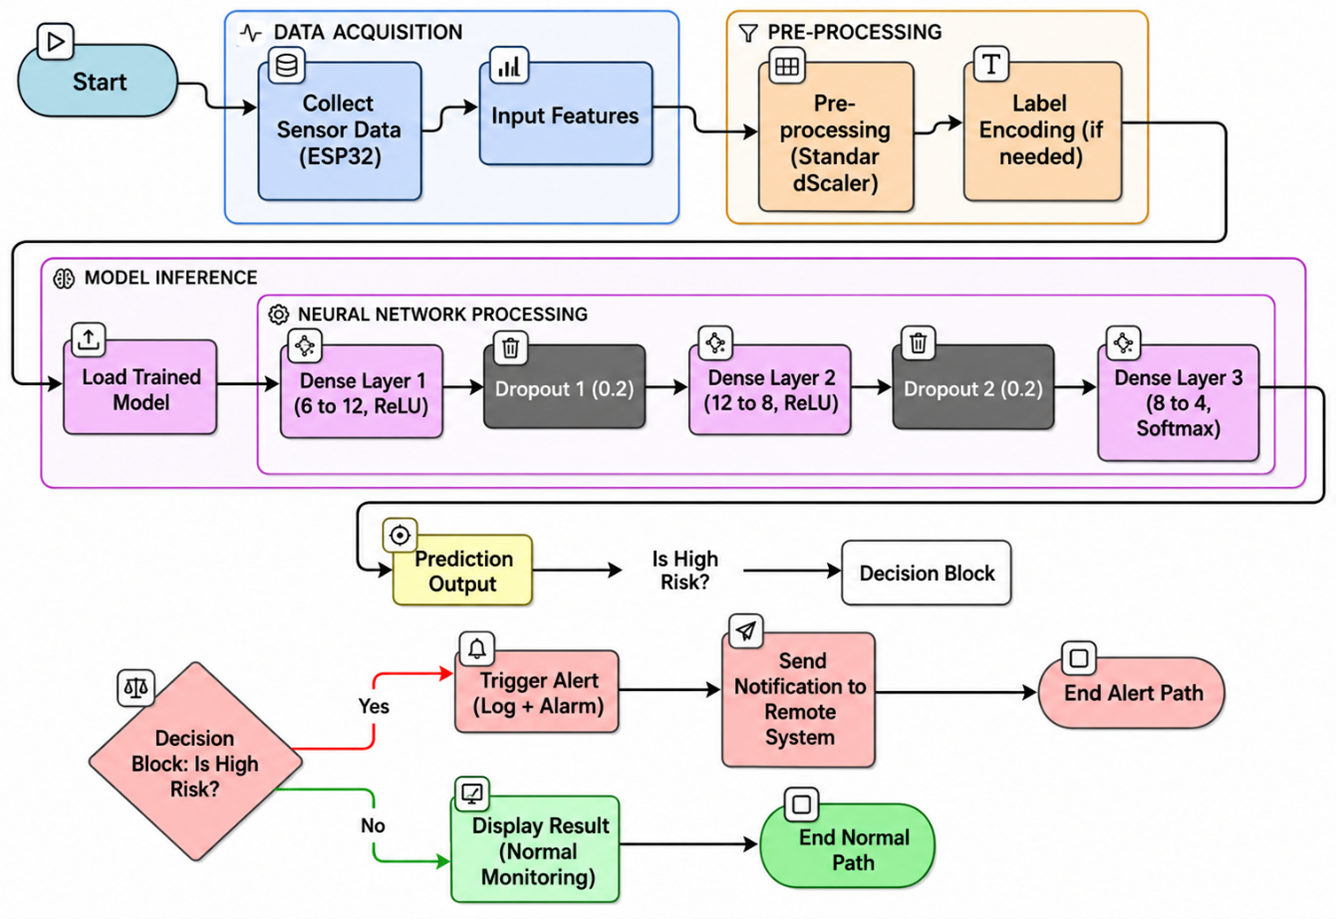 Start
DATA ACQUISITION
Collect
Sensor Data
(ESP32)
Input Features
PRE-PROCESSING
Pre-
processing
(Standar
dScaler)
Label
Encoding (if
needed)
MODEL INFERENCE
Load Trained
Model
NEURAL NETWORK PROCESSING
Dense Layer 1
(6 to 12, ReLU)
Dropout 1 (0.2)
Dense Layer 2
(12 to 8, ReLU)
Dropout 2 (0.2)
Dense Layer 3
(8 to 4,
Softmax)
Prediction
Output
Is High
Risk?
Decision Block
Decision
Block: Is High
Risk?
Yes
Trigger Alert
(Log + Alarm)
Send
Notification to
Remote
System
End Alert Path
No
Display Result
(Normal
Monitoring)
End Normal
Path